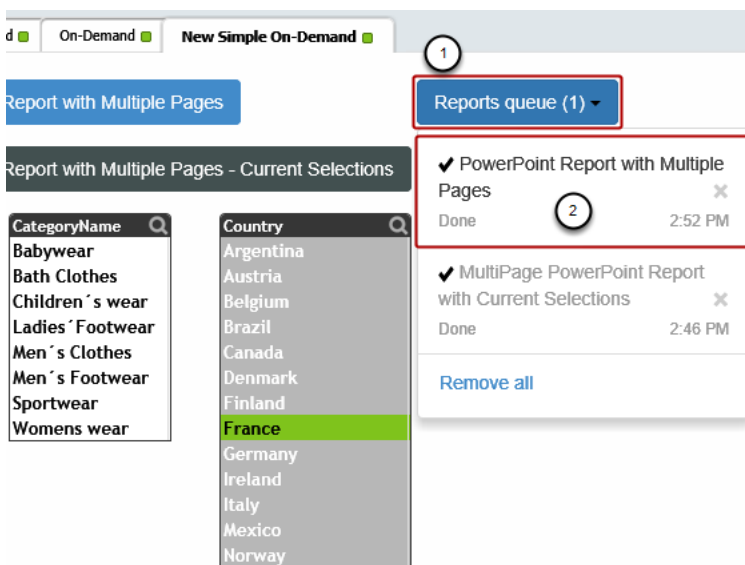 d On-Demand New Simple On-Demand
1
Report with Multiple Pages
Reports queue (1)
Report with Multiple Pages - Current Selections
PowerPoint Report with Multiple
Pages
2
Done 2:52 PM
MultiPage PowerPoint Report
with Current Selections
Done 2:46 PM
Remove all
CategoryName
Babywear
Bath Clothes
Children´s wear
Ladies´Footwear
Men´s Clothes
Men´s Footwear
Sportwear
Womens wear
Country
Argentina
Austria
Belgium
Brazil
Canada
Denmark
Finland
France
Germany
Ireland
Italy
Mexico
Norway